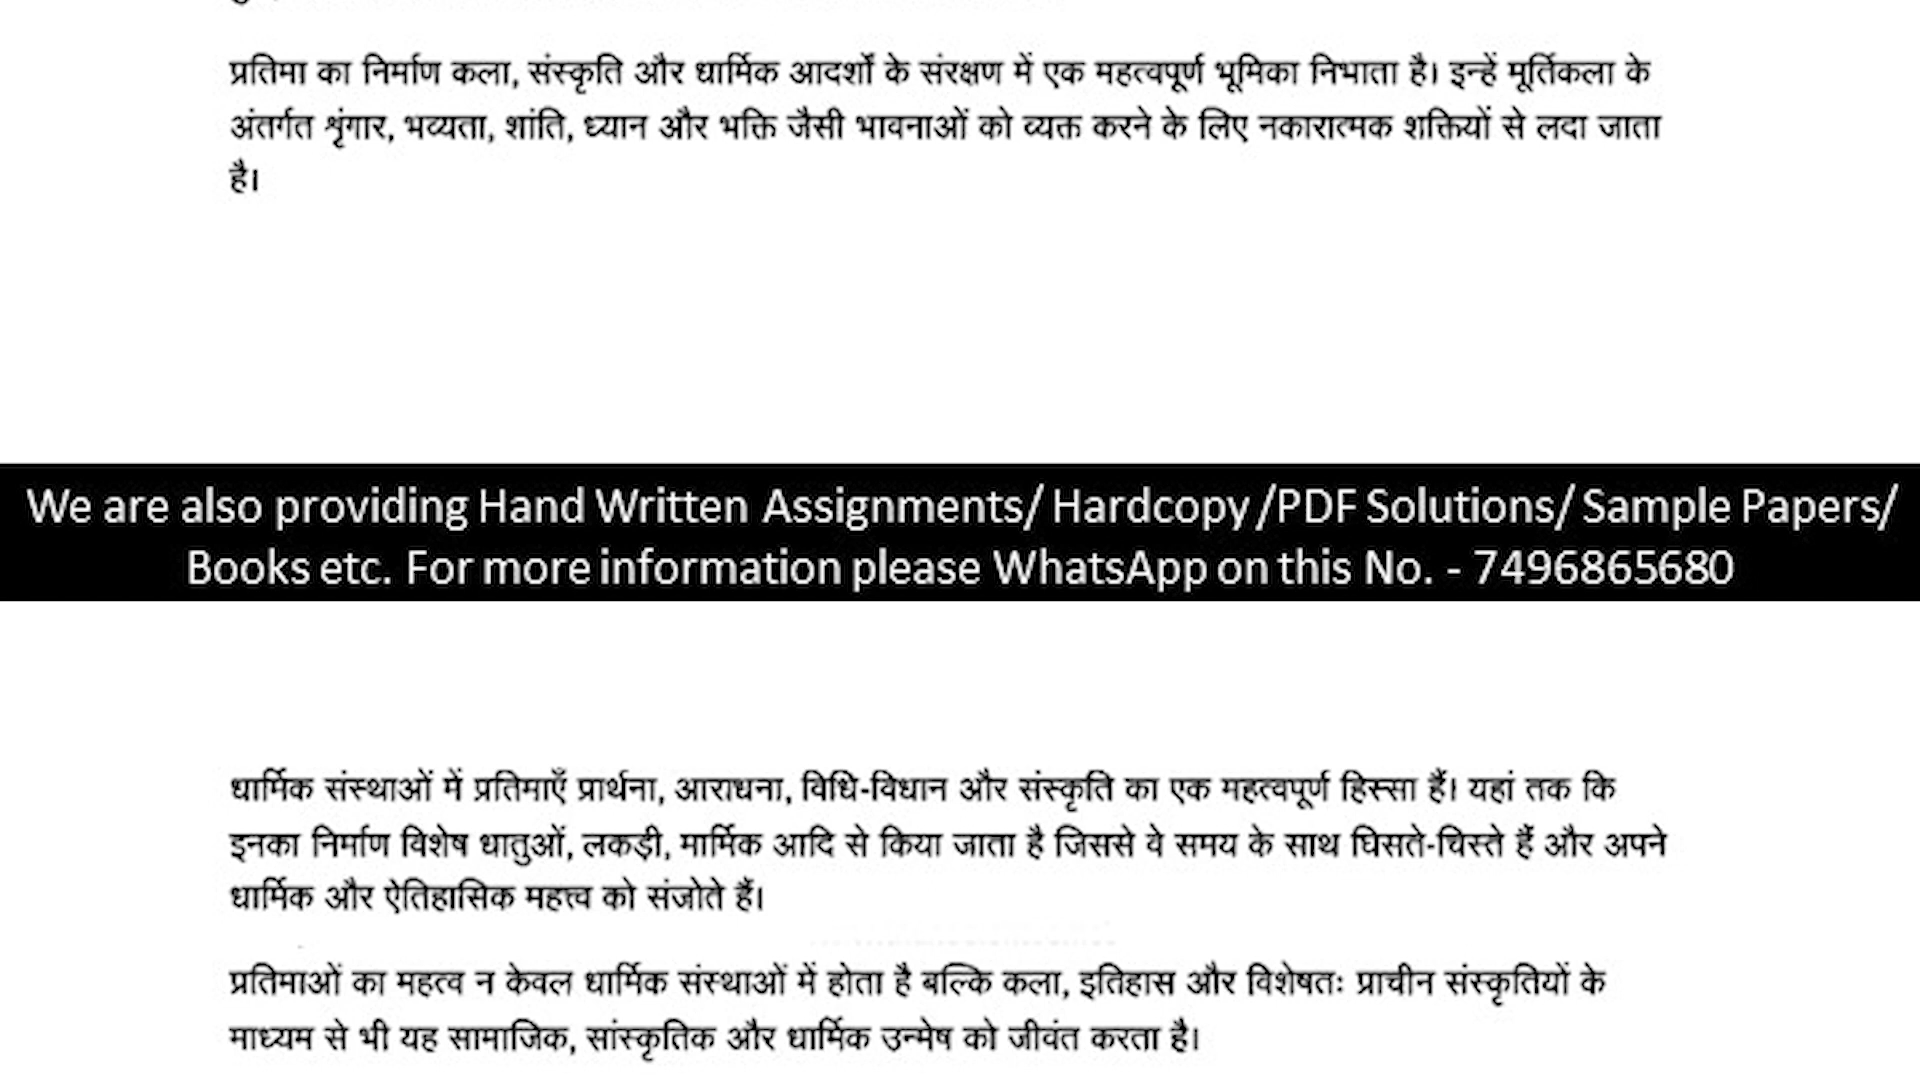 प्रतिमा का निर्माण कला, संस्कृति और धार्मिक आदर्शों के संरक्षण में एक महत्वपूर्ण भूमिका निभाता है। इन्हें मूर्तिकला के
अंतर्गत श्रृंगार, भव्यता, शांति, ध्यान और भक्ति जैसी भावनाओं को व्यक्त करने के लिए नकारात्मक शक्तियों से लदा जाता
है।
We are also providing Hand Written Assignments/ Hardcopy /PDF Solutions/ Sample Papers/
Books etc. For more information please WhatsApp on this No. - 7496865680
धार्मिक संस्थाओं में प्रतिमाएँ प्रार्थना, आराधना, विधि-विधान और संस्कृति का एक महत्वपूर्ण हिस्सा हैं। यहां तक कि
इनका निर्माण विशेष धातुओं, लकड़ी, मार्मिक आदि से किया जाता है जिससे वे समय के साथ घिसते-चिस्ते हैं और अपने
धार्मिक और ऐतिहासिक महत्त्व को संजोते हैं।
प्रतिमाओं का महत्व न केवल धार्मिक संस्थाओं में होता है बल्कि कला, इतिहास और विशेषतः प्राचीन संस्कृतियों के
माध्यम से भी यह सामाजिक, सांस्कृतिक और धार्मिक उन्मेष को जीवंत करता है।